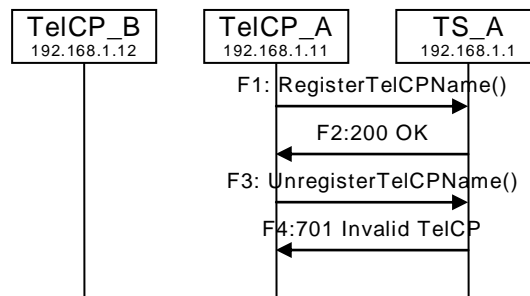 TelCP_B
192.168.1.12
TelCP_A
192.168.1.11
TS_A
192.168.1.1
F1: RegisterTelCPName()
F2:200 OK
F3: UnregisterTelCPName()
F4:701 Invalid TelCP